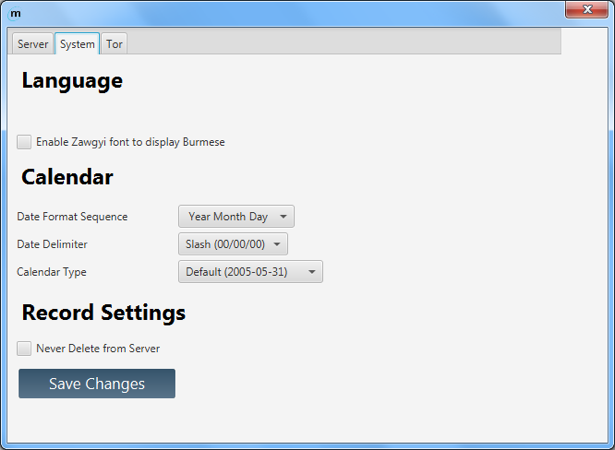 m
Server System Tor
Language
Enable Zawgyi font to display Burmese
Calendar
Date Format Sequence Year Month Day
Date Delimiter Slash (00/00/00)
Calendar Type Default (2005-05-31)
Record Settings
Never Delete from Server
Save Changes